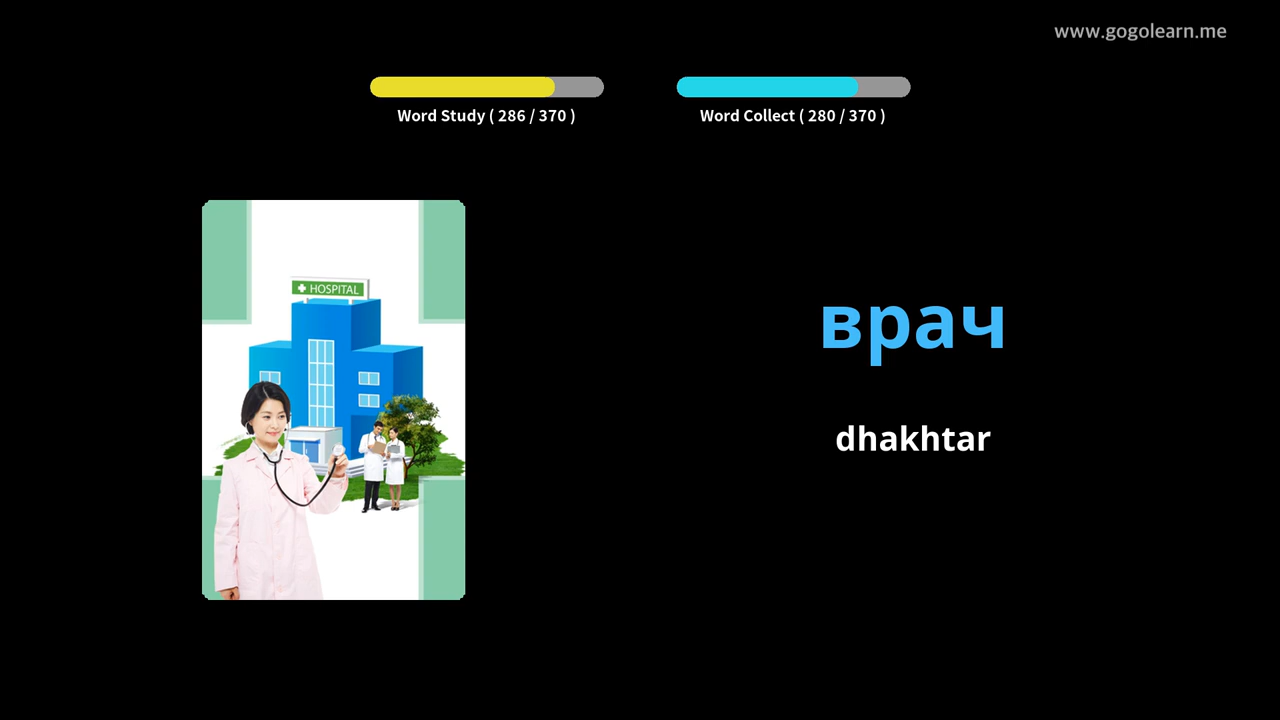 www.gogolearn.me
Word Study ( 286 / 370 )
Word Collect ( 280 / 370 )
HOSPITAL
врач
dhakhtar